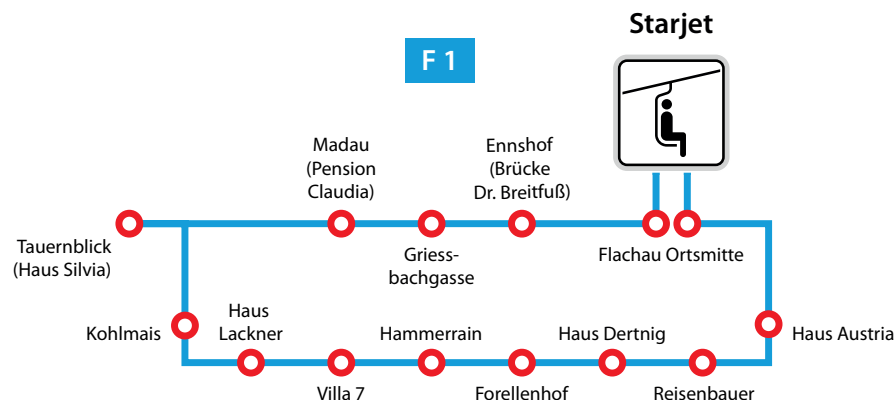 Starjet
F 1
Madau
(Pension
Claudia)
Ennshof
(Brücke
Dr. Breitfuß)
Tauernblick
(Haus Silvia)
Griess-
bachgasse
Flachau Ortsmitte
Kohlmais
Haus
Lackner
Hammerrain
Haus Dertnig
Haus Austria
Villa 7
Forellenhof
Reisenbauer